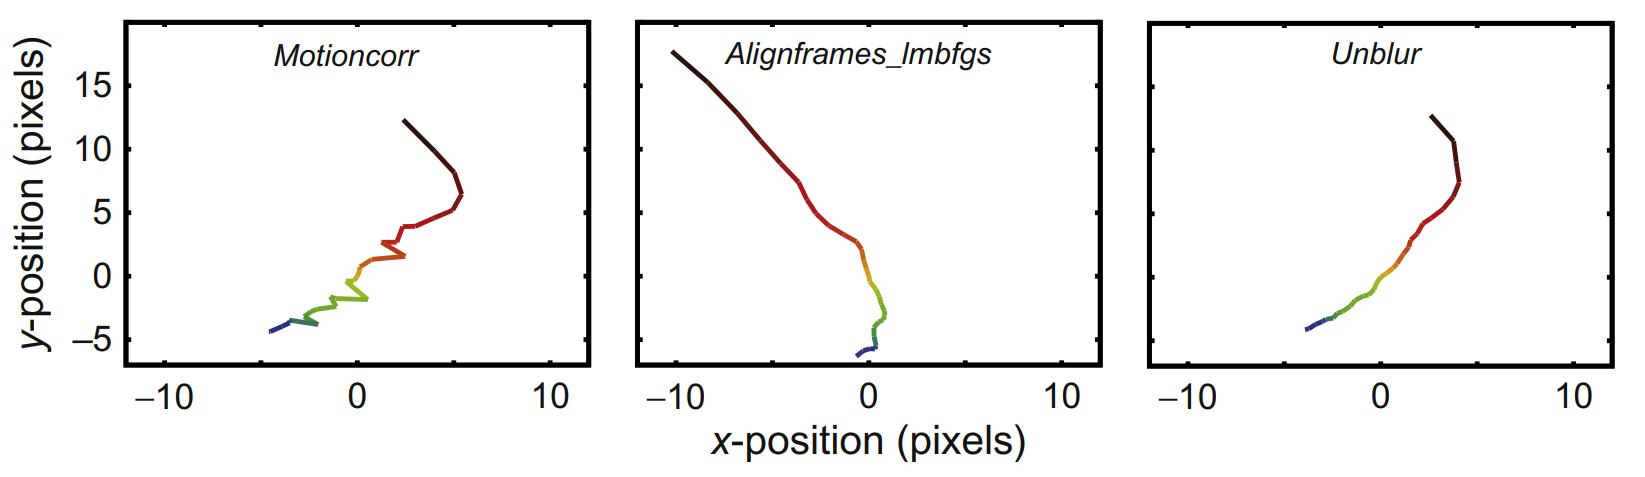 Motioncorr
Alignframes_lmbfgs
Unblur
y-position (pixels)
15
10
5
0
–5
–10 0 10
–10 0 10
–10 0 10
x-position (pixels)